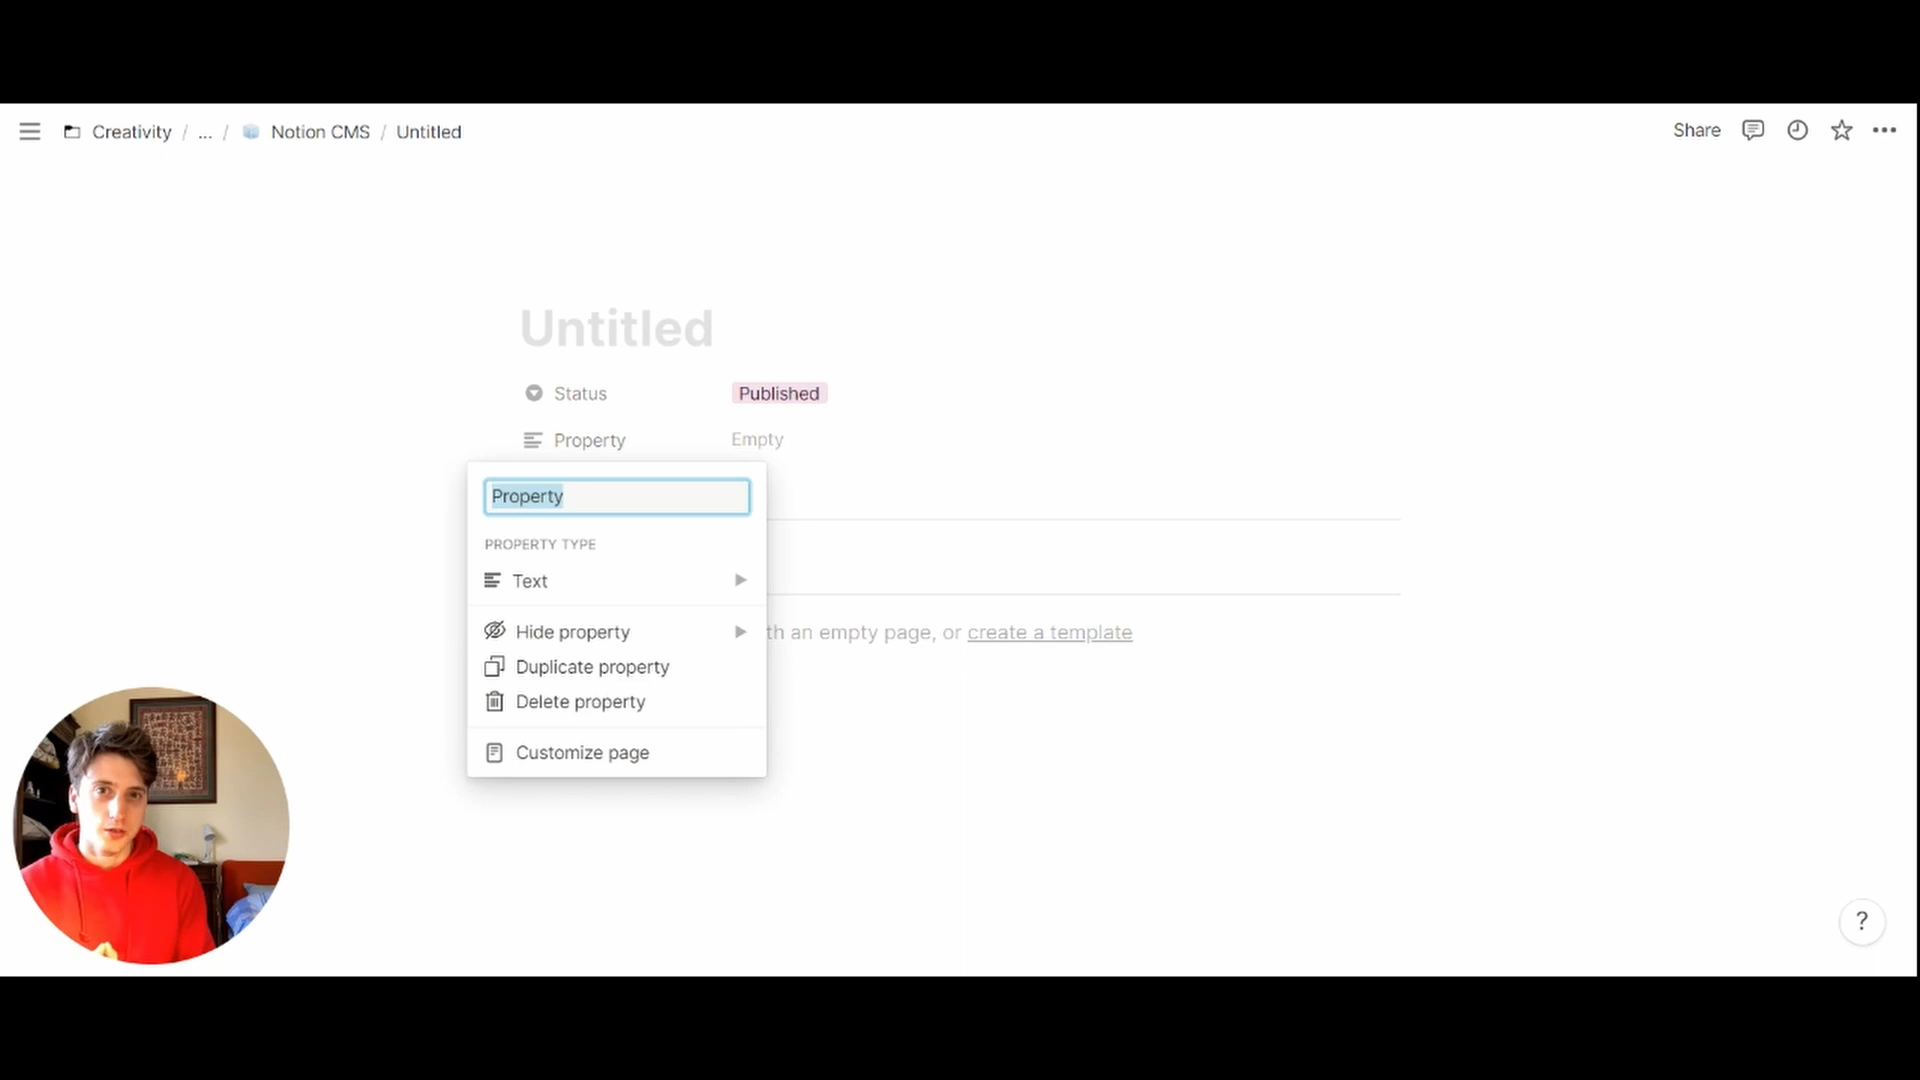 Creativity / ... / Notion CMS / Untitled
Share
Untitled
Status Published
Property Empty
Property
PROPERTY TYPE
Text
Hide property
th an empty page, or create a template
Duplicate property
Delete property
Customize page
?